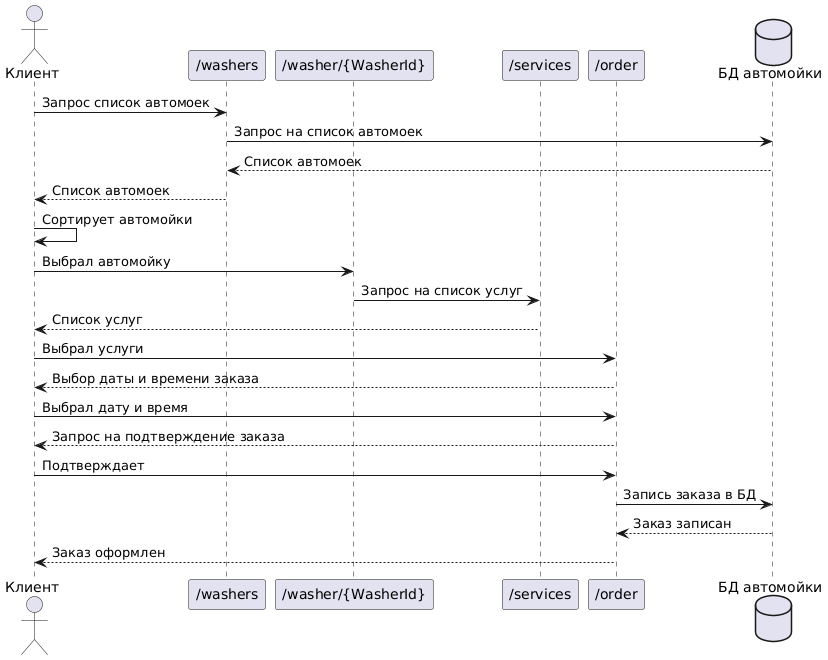 Клиент
/washers
/washer/{WasherId}
/services
/order
БД автомойки
Запрос список автомоек
Запрос на список автомоек
Список автомоек
Список автомоек
Сортирует автомойки
Выбрал автомойку
Запрос на список услуг
Список услуг
Выбрал услуги
Выбор даты и времени заказа
Выбрал дату и время
Запрос на подтверждение заказа
Подтверждает
Запись заказа в БД
Заказ записан
Заказ оформлен
Клиент
/washers
/washer/{WasherId}
/services
/order
БД автомойки